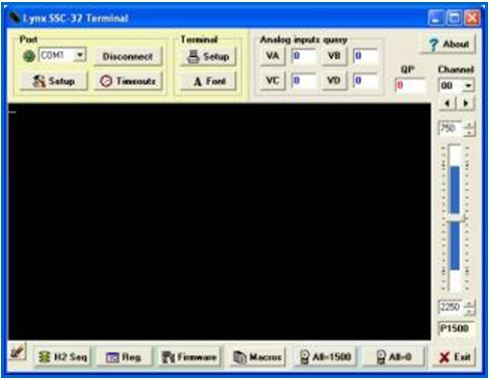 Lynx SSC-32 Terminal
Port
COM1
Disconnect
Setup
Timeouts
Terminal
Setup
Font
Analog inputs query
VA 0 VB 0
VC 0 VD 0
? About
QP
0
Channel
00
750
2250
P1500
H2 Seq
Reg.
Firmware
Macros
All=1500
All=0
Exit